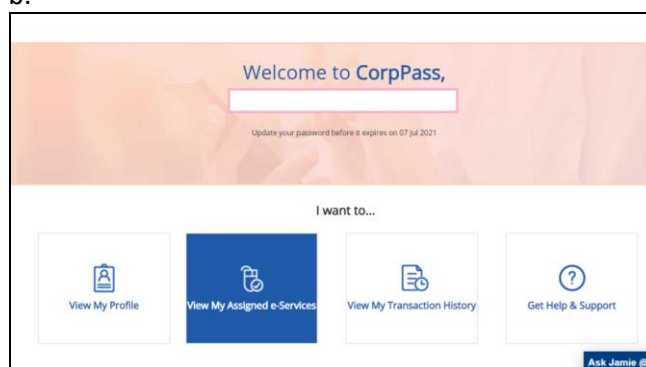 b.
Welcome to CorpPass,
Update your password before it expires on 07 Jul 2021
I want to...
View My Profile
View My Assigned e-Services
View My Transaction History
Get Help & Support
Ask Jamie @